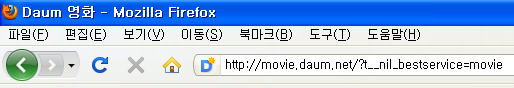 Daum 영화 - Mozilla Firefox
파일(F) 편집(E) 보기(V) 이동(S) 북마크(B) 도구(T) 도움말(H)
http://movie.daum.net/?t__nil_bestservice=movie